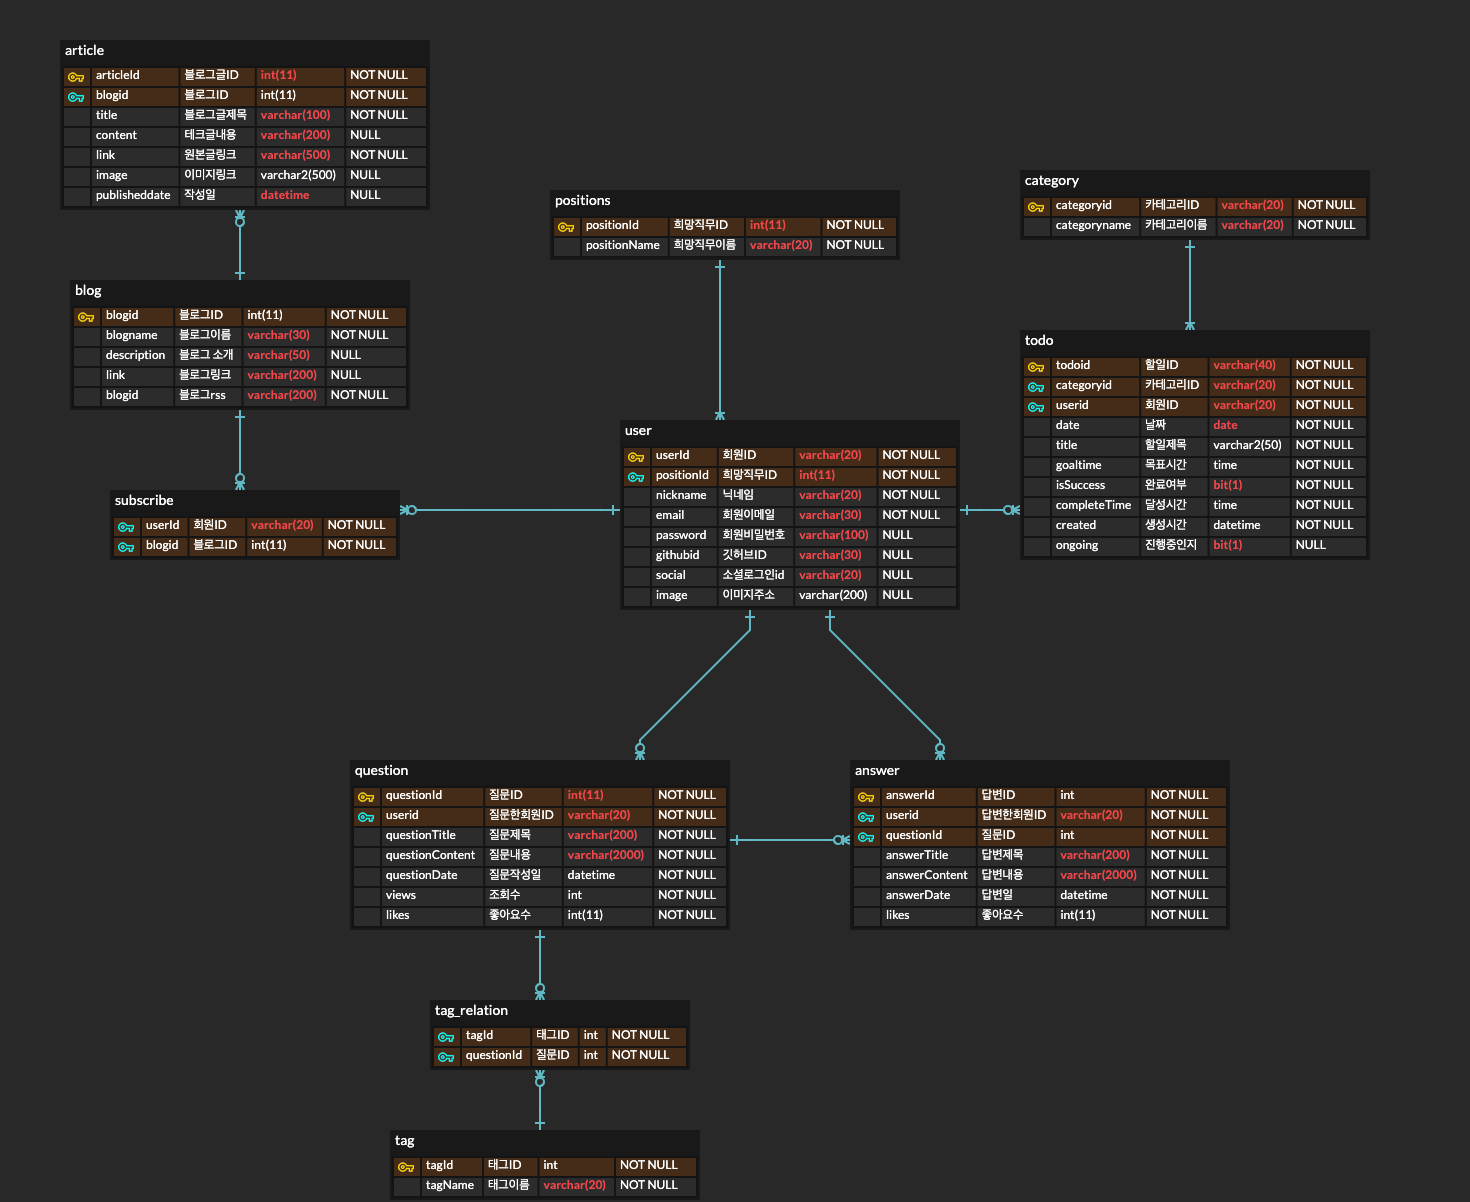 article
articleId 블로그글ID int(11) NOT NULL
blogid 블로그ID int(11) NOT NULL
title 블로그글제목 varchar(100) NOT NULL
content 테크글내용 varchar(200) NULL
link 원본글링크 varchar(500) NOT NULL
image 이미지링크 varchar2(500) NULL
publisheddate 작성일 datetime NULL
positions
positionId 희망직무ID int(11) NOT NULL
positionName 희망직무이름 varchar(20) NOT NULL
category
categoryid 카테고리ID varchar(20) NOT NULL
categoryname 카테고리이름 varchar(20) NOT NULL
blog
blogid 블로그ID int(11) NOT NULL
blogname 블로그이름 varchar(30) NOT NULL
description 블로그 소개 varchar(50) NULL
link 블로그링크 varchar(200) NULL
blogid 블로그rss varchar(200) NOT NULL
todo
todoid 할일ID varchar(40) NOT NULL
categoryid 카테고리ID varchar(20) NOT NULL
userid 회원ID varchar(20) NOT NULL
date 날짜 date NOT NULL
title 할일제목 varchar2(50) NOT NULL
goaltime 목표시간 time NOT NULL
isSuccess 완료여부 bit(1) NOT NULL
completeTime 달성시간 time NOT NULL
created 생성시간 datetime NOT NULL
ongoing 진행중인지 bit(1) NULL
user
userId 회원ID varchar(20) NOT NULL
positionId 희망직무ID int(11) NOT NULL
nickname 닉네임 varchar(20) NOT NULL
email 회원이메일 varchar(30) NOT NULL
password 회원비밀번호 varchar(100) NULL
githubid 깃허브ID varchar(30) NULL
social 소셜로그인id varchar(20) NULL
image 이미지주소 varchar(200) NULL
subscribe
userId 회원ID varchar(20) NOT NULL
blogid 블로그ID int(11) NOT NULL
question
questionId 질문ID int(11) NOT NULL
userid 질문한회원ID varchar(20) NOT NULL
questionTitle 질문제목 varchar(200) NOT NULL
questionContent 질문내용 varchar(2000) NOT NULL
questionDate 질문작성일 datetime NOT NULL
views 조회수 int NOT NULL
likes 좋아요수 int(11) NOT NULL
answer
answerId 답변ID int NOT NULL
userid 답변한회원ID varchar(20) NOT NULL
questionId 질문ID int NOT NULL
answerTitle 답변제목 varchar(200) NOT NULL
answerContent 답변내용 varchar(2000) NOT NULL
answerDate 답변일 datetime NOT NULL
likes 좋아요수 int(11) NOT NULL
tag_relation
tagId 태그ID int NOT NULL
questionId 질문ID int NOT NULL
tag
tagId 태그ID int NOT NULL
tagName 태그이름 varchar(20) NOT NULL